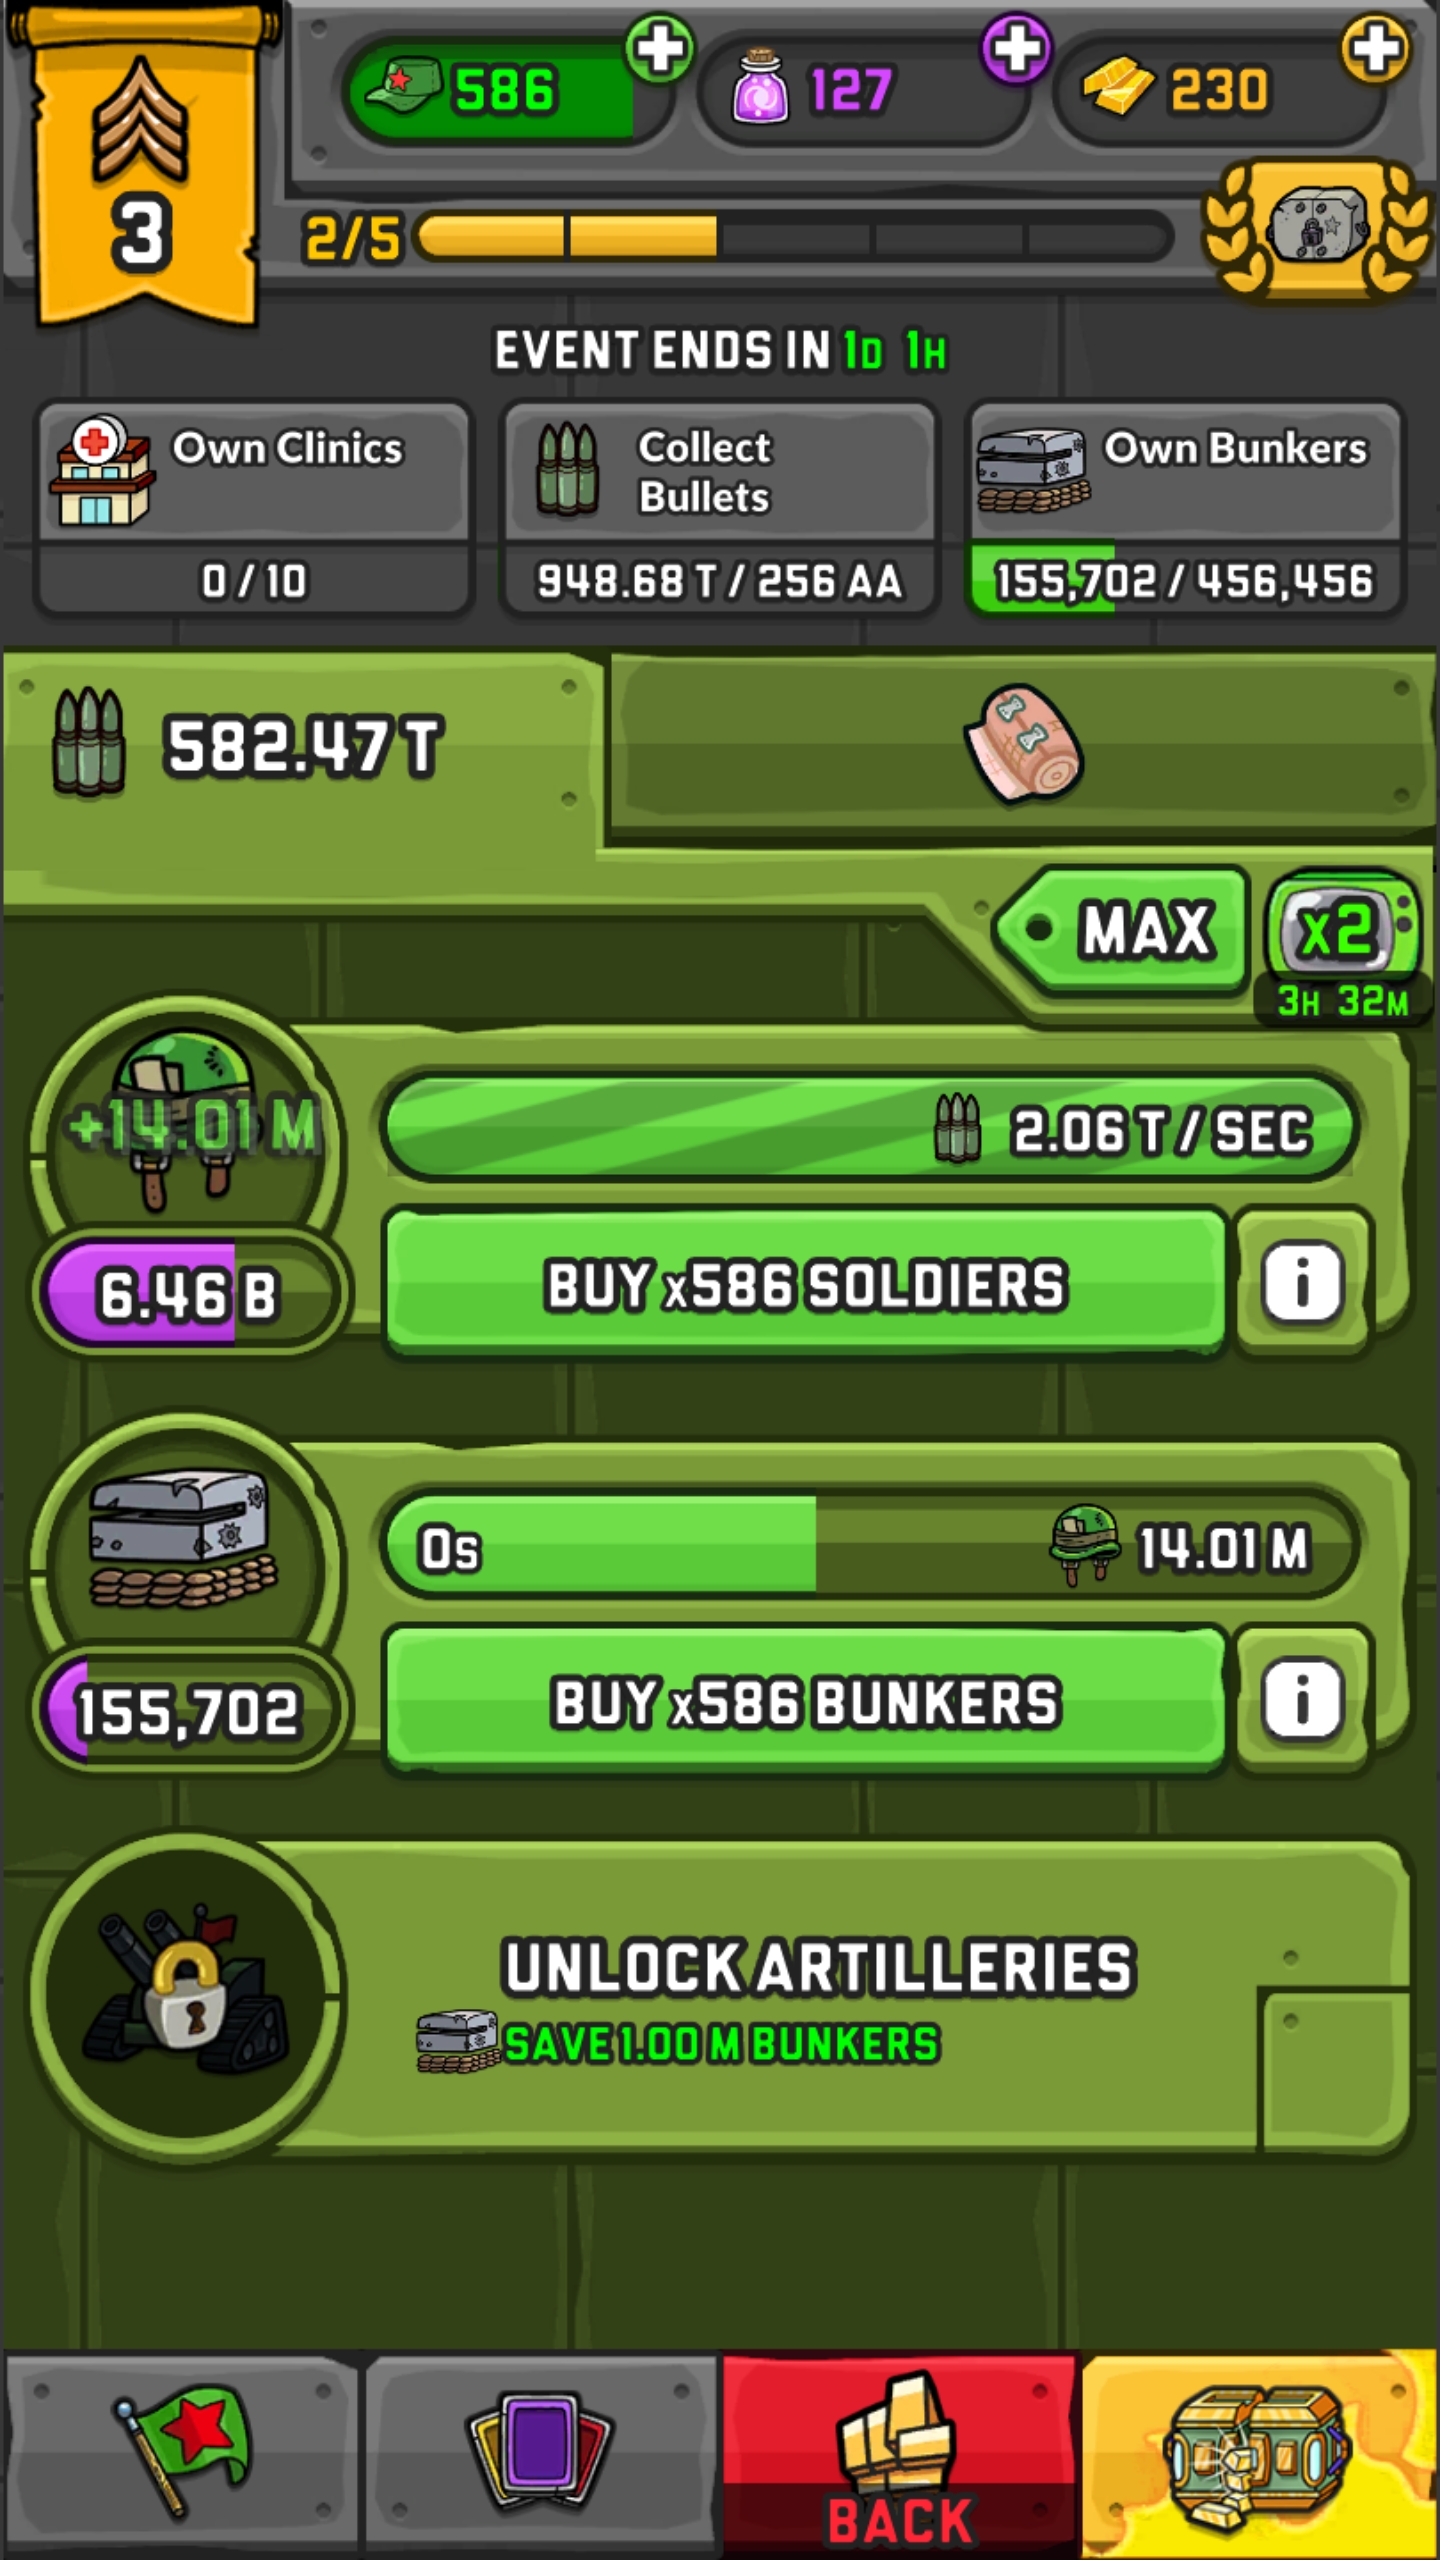 586
127
230
3
2/5
EVENT ENDS IN 1D 1H
Own Clinics
0 / 10
Collect
Bullets
948.68 T / 256 AA
Own Bunkers
155,702 / 456,456
582.47 T
MAX
x2
3H 32M
+14.01 M
2.06 T / SEC
6.46 B
BUY x586 SOLDIERS
i
0s
14.01 M
155,702
BUY x586 BUNKERS
i
UNLOCK ARTILLERIES
SAVE 1.00 M BUNKERS
BACK